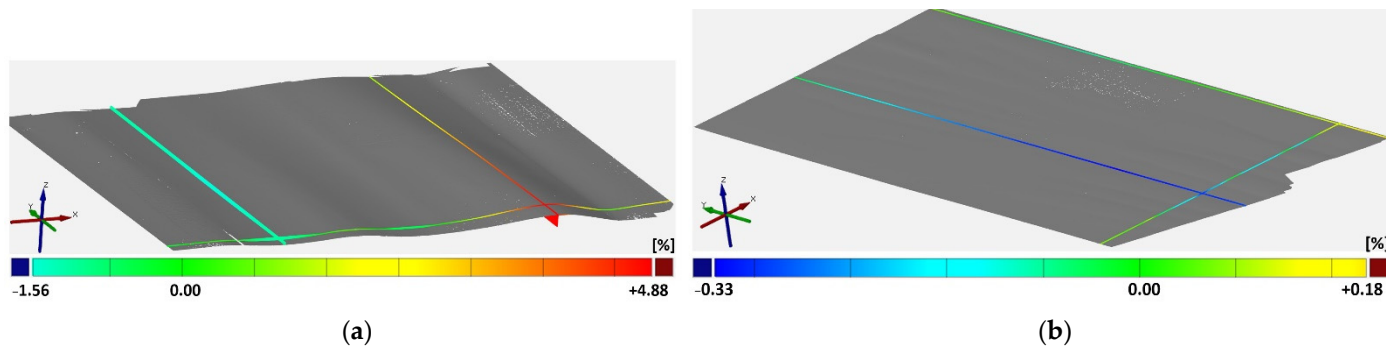 Z
Y
X
[%]
−1.56 0.00 +4.88
(a)
Z
Y
X
[%]
−0.33 0.00 +0.18
(b)